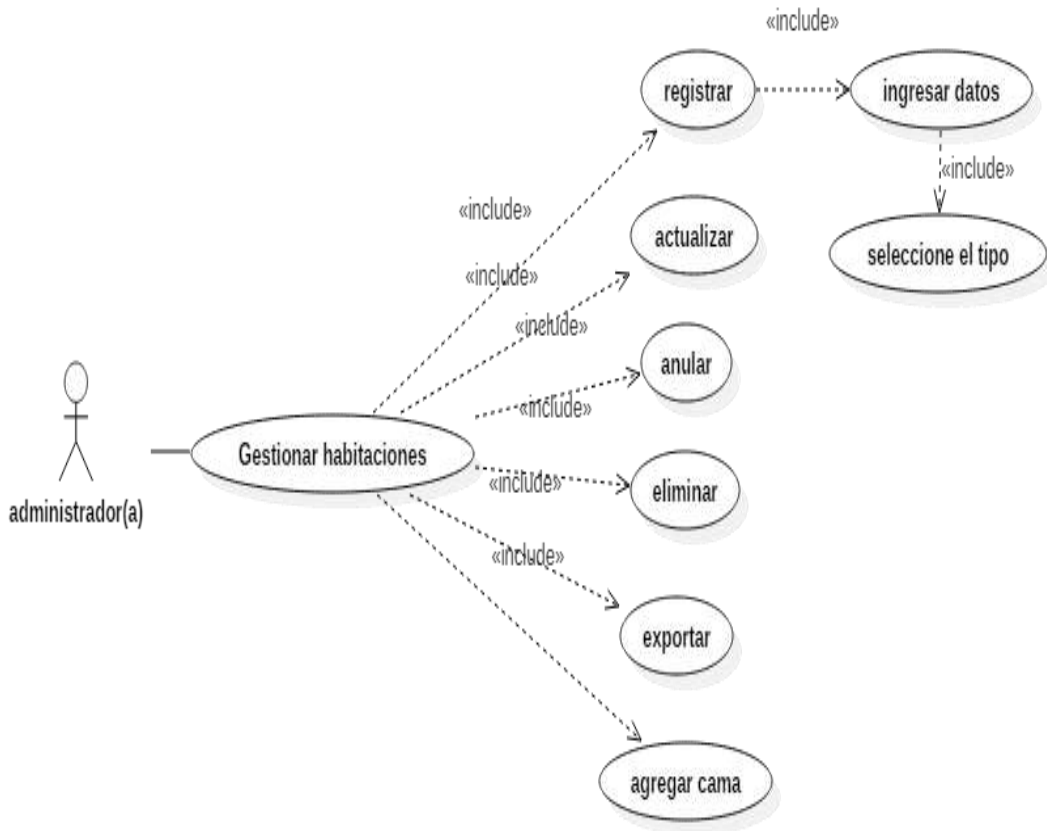 «include»
registrar
ingresar datos
«include»
«include»
actualizar
seleccione el tipo
«include»
«include»
anular
«include»
Gestionar habitaciones
«include»
eliminar
administrador(a)
«include»
exportar
agregar cama